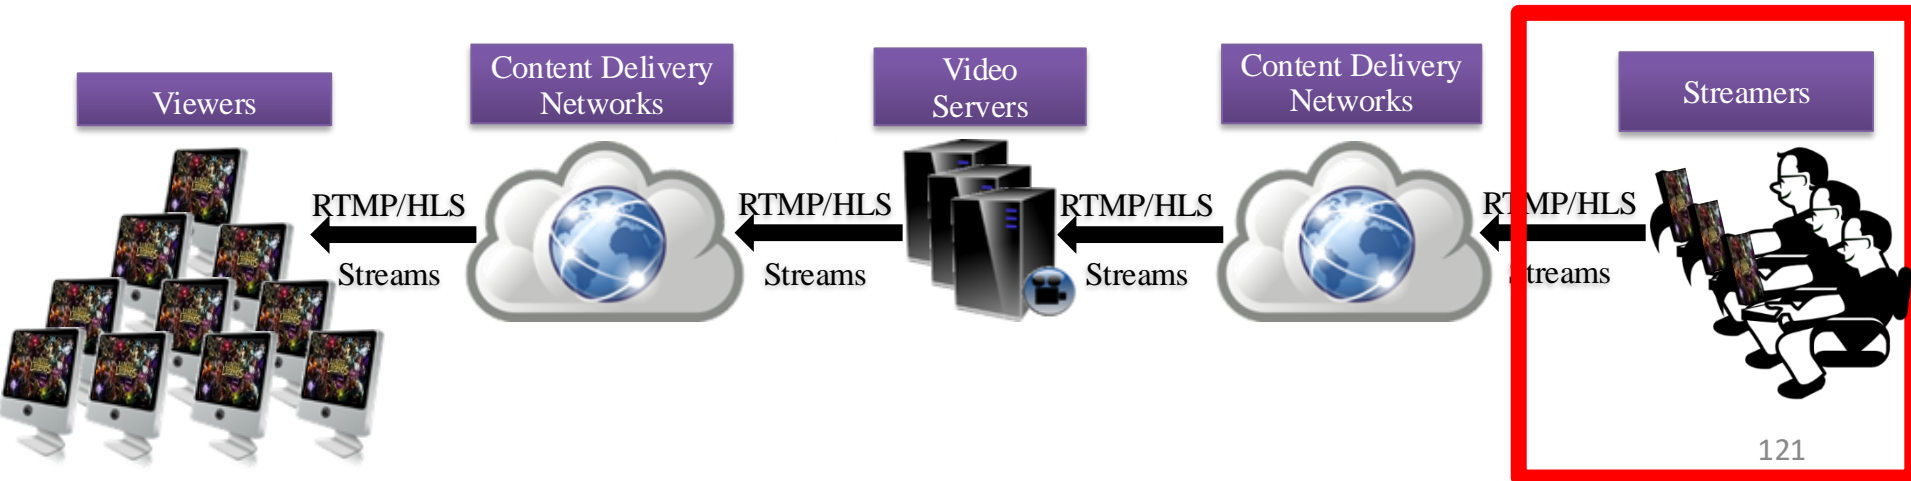 Viewers
Content Delivery
Networks
Video
Servers
Content Delivery
Networks
Streamers
RTMP/HLS
Streams
RTMP/HLS
Streams
RTMP/HLS
Streams
RTMP/HLS
Streams
121